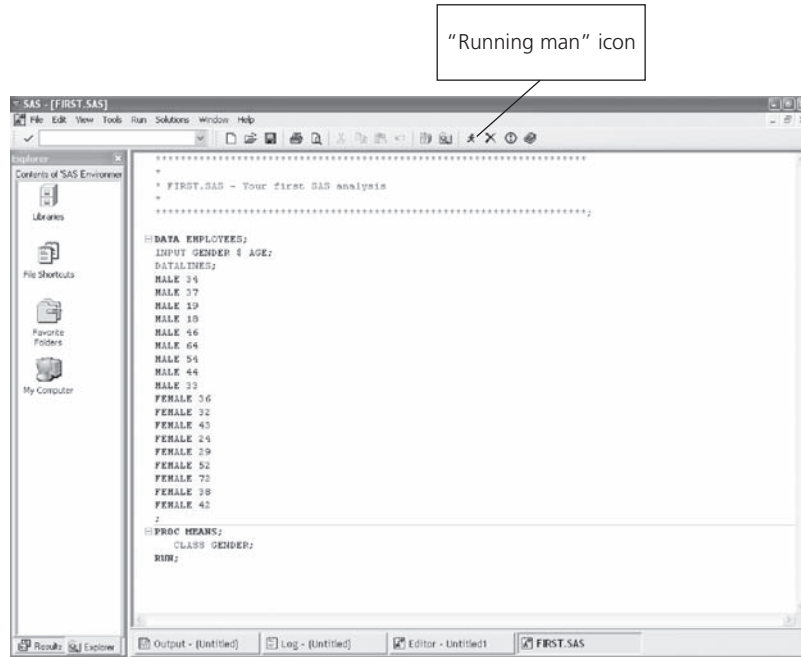 “Running man” icon
SAS - [FIRST.SAS]
File Edit View Tools Run Solutions Window Help
Explorer
Contents of 'SAS Environmen
Libraries
File Shortcuts
Favorite
Folders
My Computer
*********************************************************************
*
* FIRST.SAS - Your first SAS analysis
*
*********************************************************************;
DATA EMPLOYEES;
INPUT GENDER $ AGE;
DATALINES;
MALE 34
MALE 37
MALE 19
MALE 18
MALE 46
MALE 64
MALE 54
MALE 44
MALE 33
FEMALE 36
FEMALE 32
FEMALE 43
FEMALE 24
FEMALE 29
FEMALE 52
FEMALE 72
FEMALE 38
FEMALE 42
;
PROC MEANS;
CLASS GENDER;
RUN;
Results Explorer
Output - (Untitled) Log - (Untitled) Editor - Untitled1 FIRST.SAS